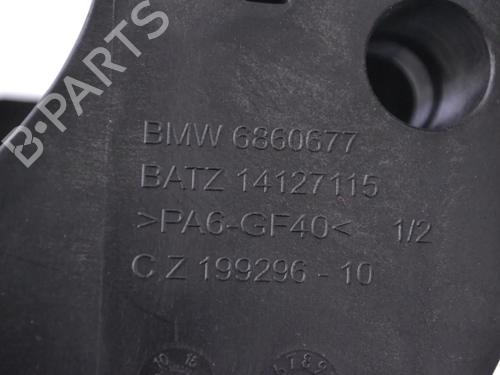 B-PARTS
BMW 6860677
BATZ 14127115
>PA6-GF40< 1/2
C Z 199296 - 10